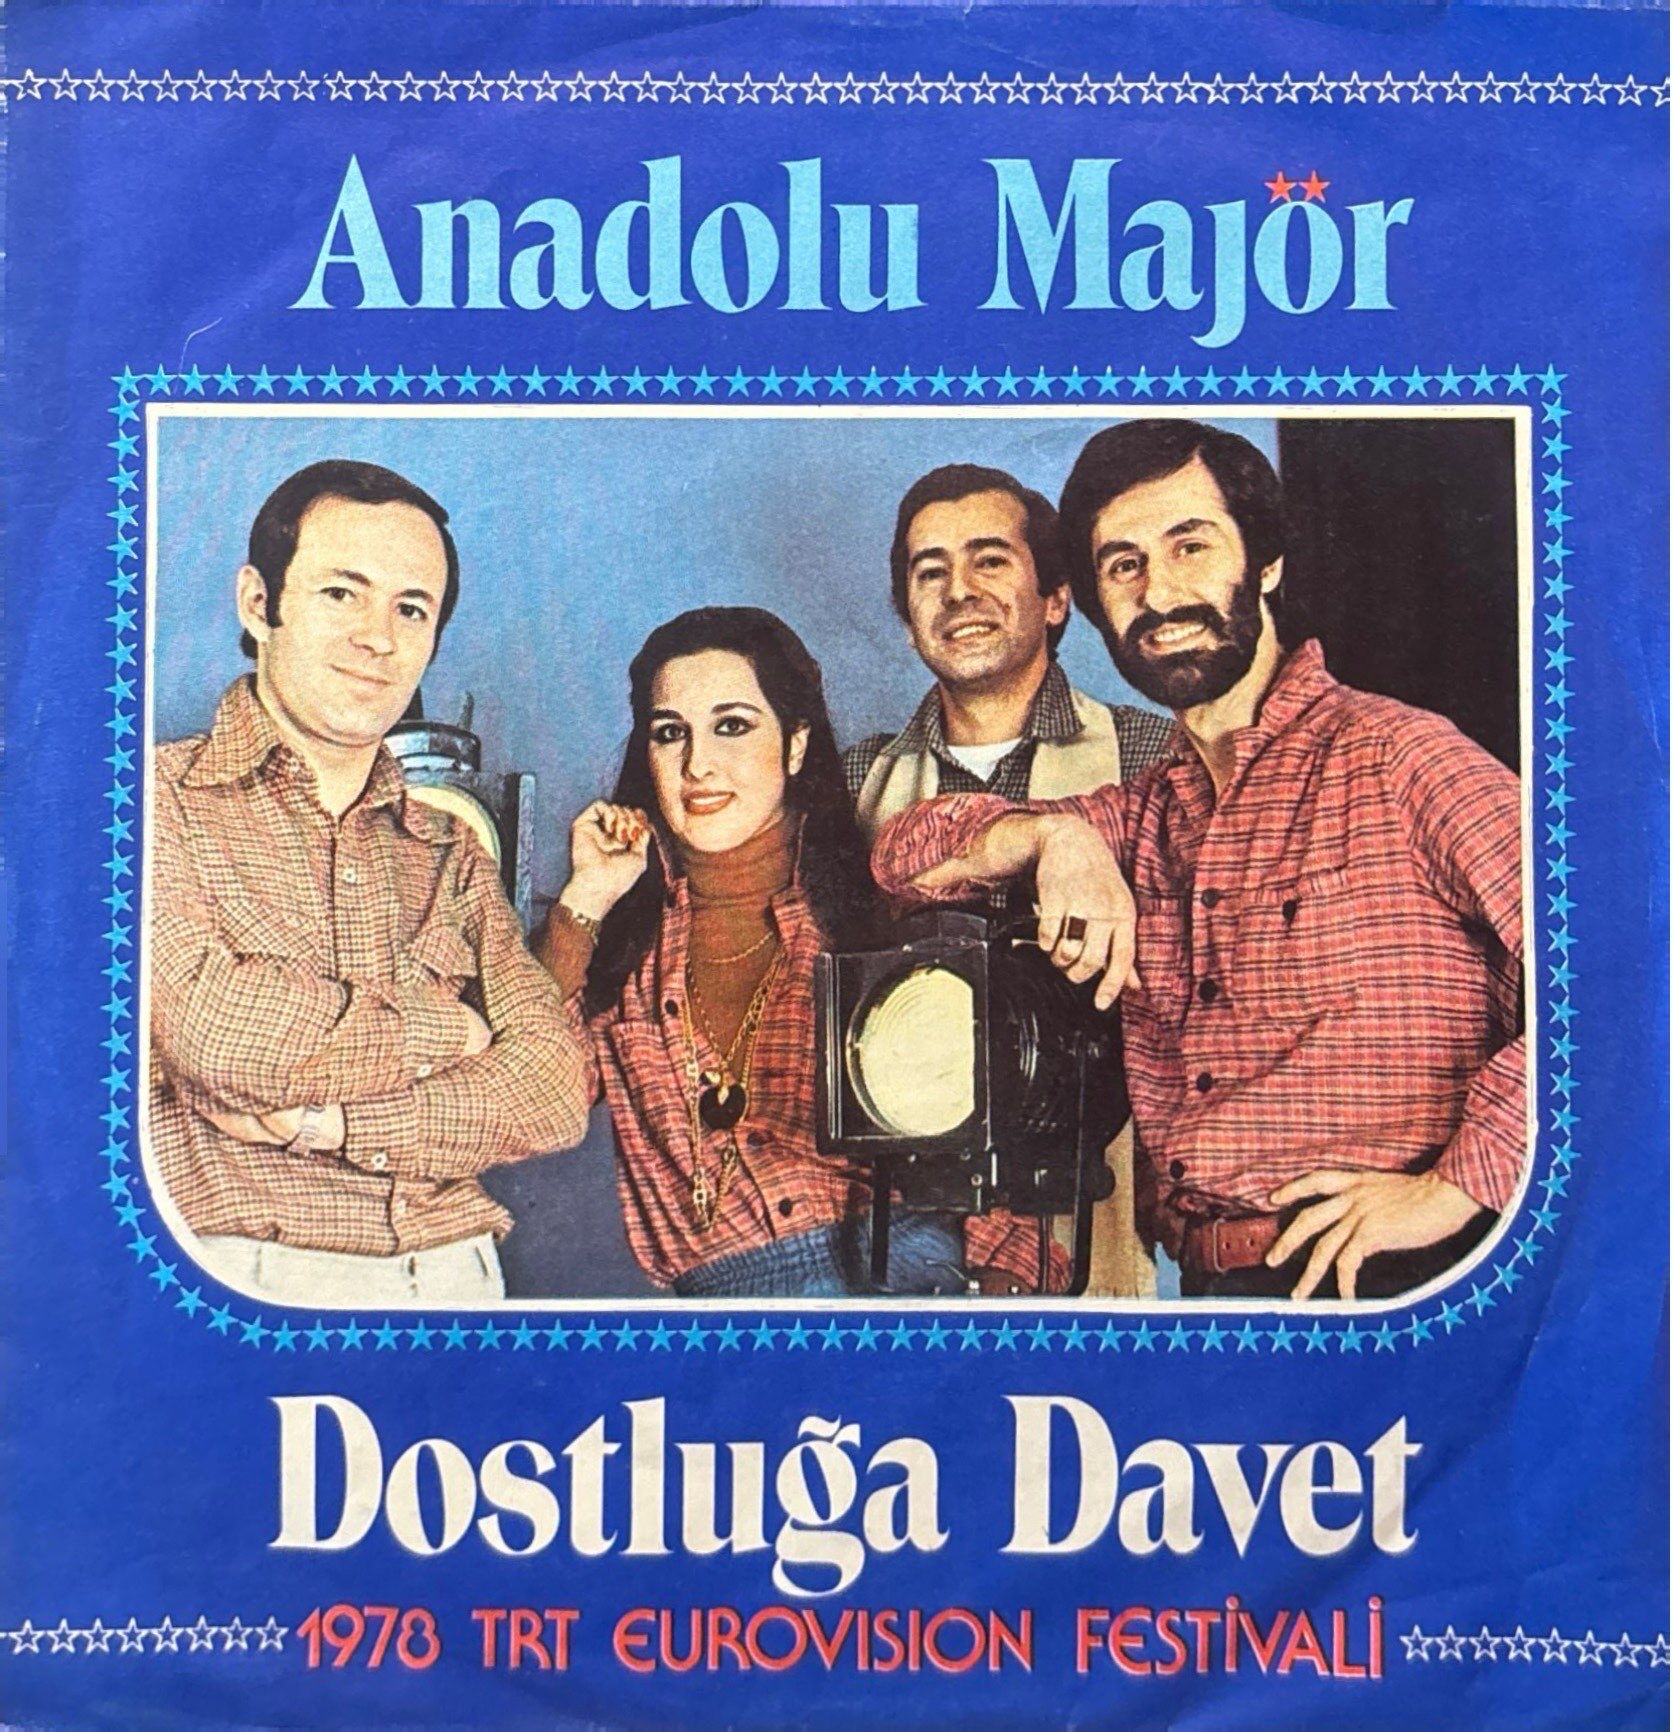 Anadolu Majör
Dostluğa Davet
1978 TRT EUROVISION FESTİVALİ